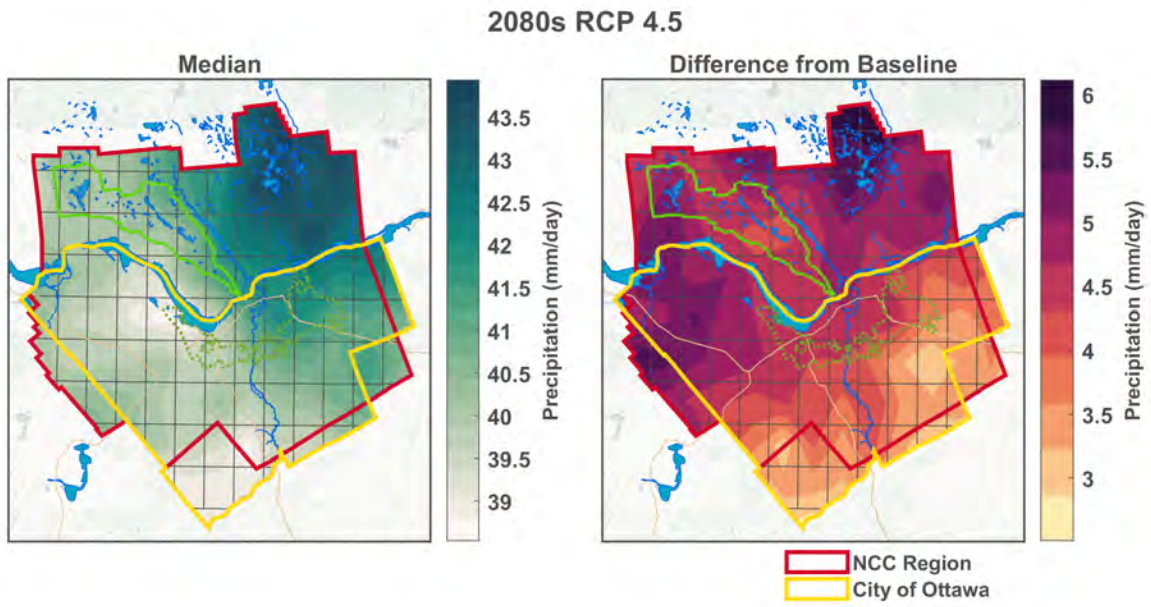 2080s RCP 4.5
Median
Difference from Baseline
43.5
43
42.5
42
41.5
41
40.5
40
39.5
39
Precipitation (mm/day)
6
5.5
5
4.5
4
3.5
3
Precipitation (mm/day)
NCC Region
City of Ottawa